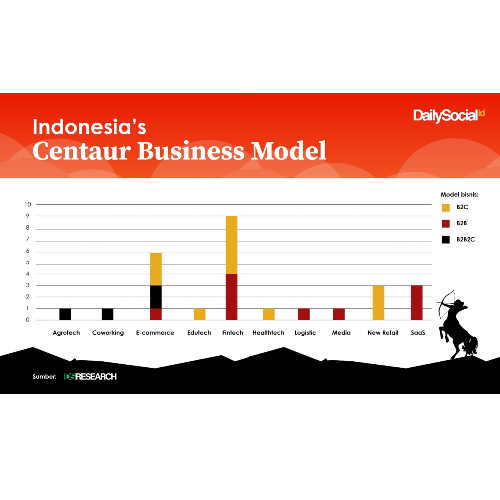 DailySocial.id
Indonesia's
Centaur Business Model
Model bisnis:
B2C
B2B
B2B2C
10
9
8
7
6
5
4
3
2
1
0
Agrotech Coworking E-commerce Edutech Fintech Healthtech Logistic Media New Retail SaaS
Sumber: DSRESEARCH